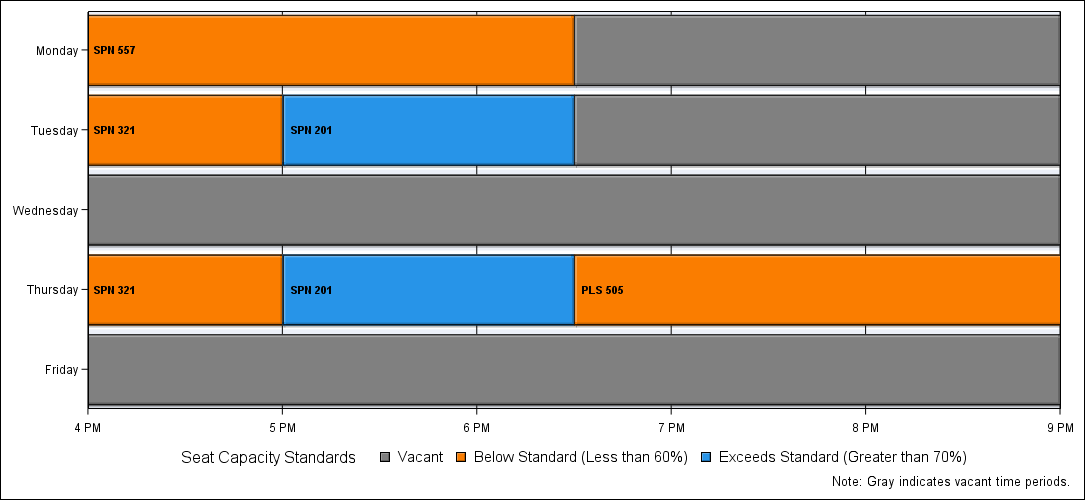 Monday
SPN 557
Tuesday
SPN 321
SPN 201
Wednesday
Thursday
SPN 321
SPN 201
PLS 505
Friday
4 PM
5 PM
6 PM
7 PM
8 PM
9 PM
Seat Capacity Standards
Vacant
Below Standard (Less than 60%)
Exceeds Standard (Greater than 70%)
Note: Gray indicates vacant time periods.